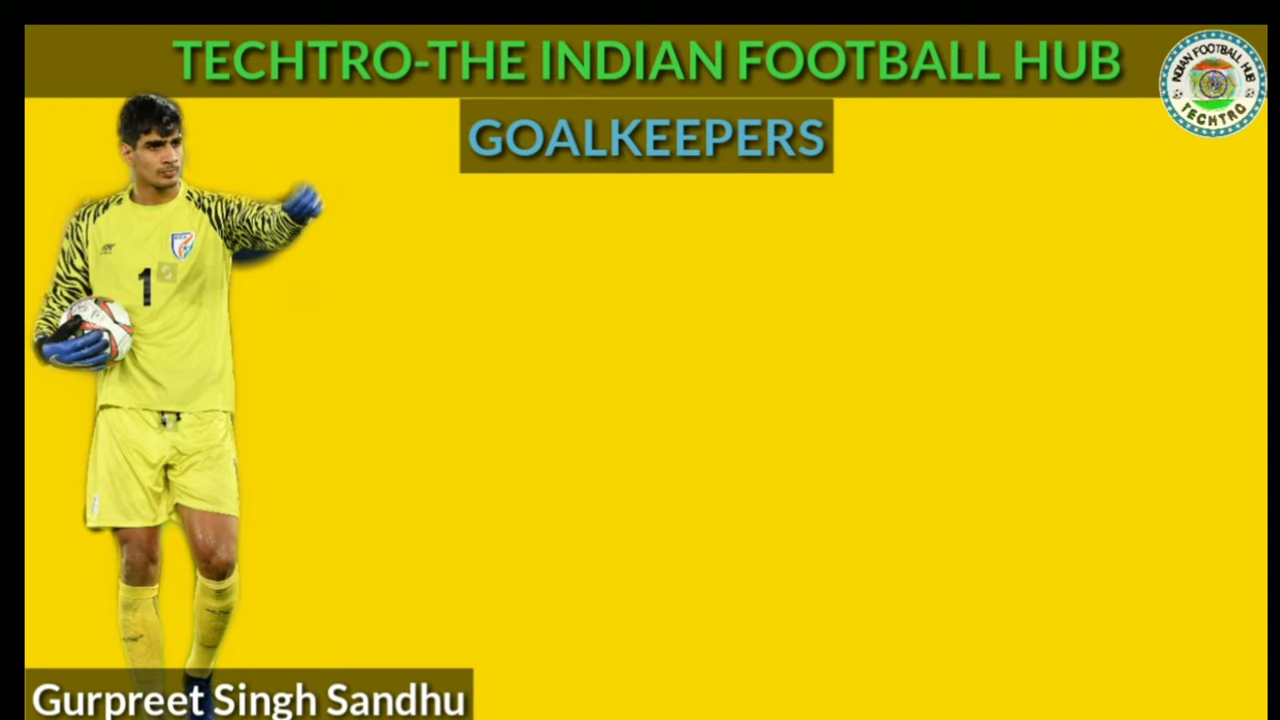 TECHTRO-THE INDIAN FOOTBALL HUB
INDIAN FOOTBALL HUB
TECHTRO
GOALKEEPERS
1
Gurpreet Singh Sandhu